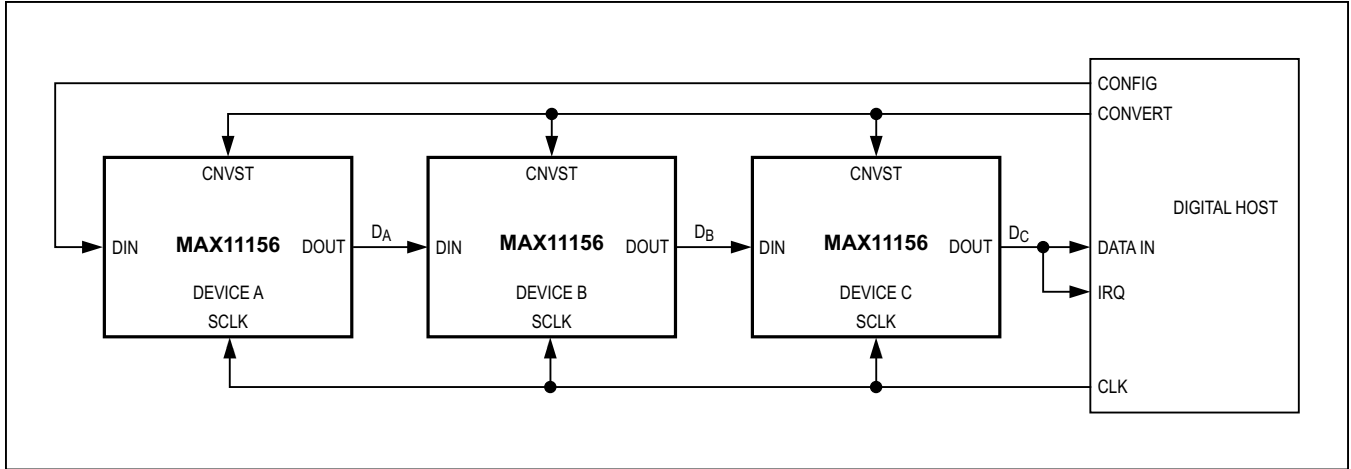 CONFIG
CONVERT
CNVST
CNVST
CNVST
DIGITAL HOST
DIN MAX11156 DOUT
DA
DIN MAX11156 DOUT
DB
DIN MAX11156 DOUT
DC
DATA IN
DEVICE A
DEVICE B
DEVICE C
IRQ
SCLK
SCLK
SCLK
CLK